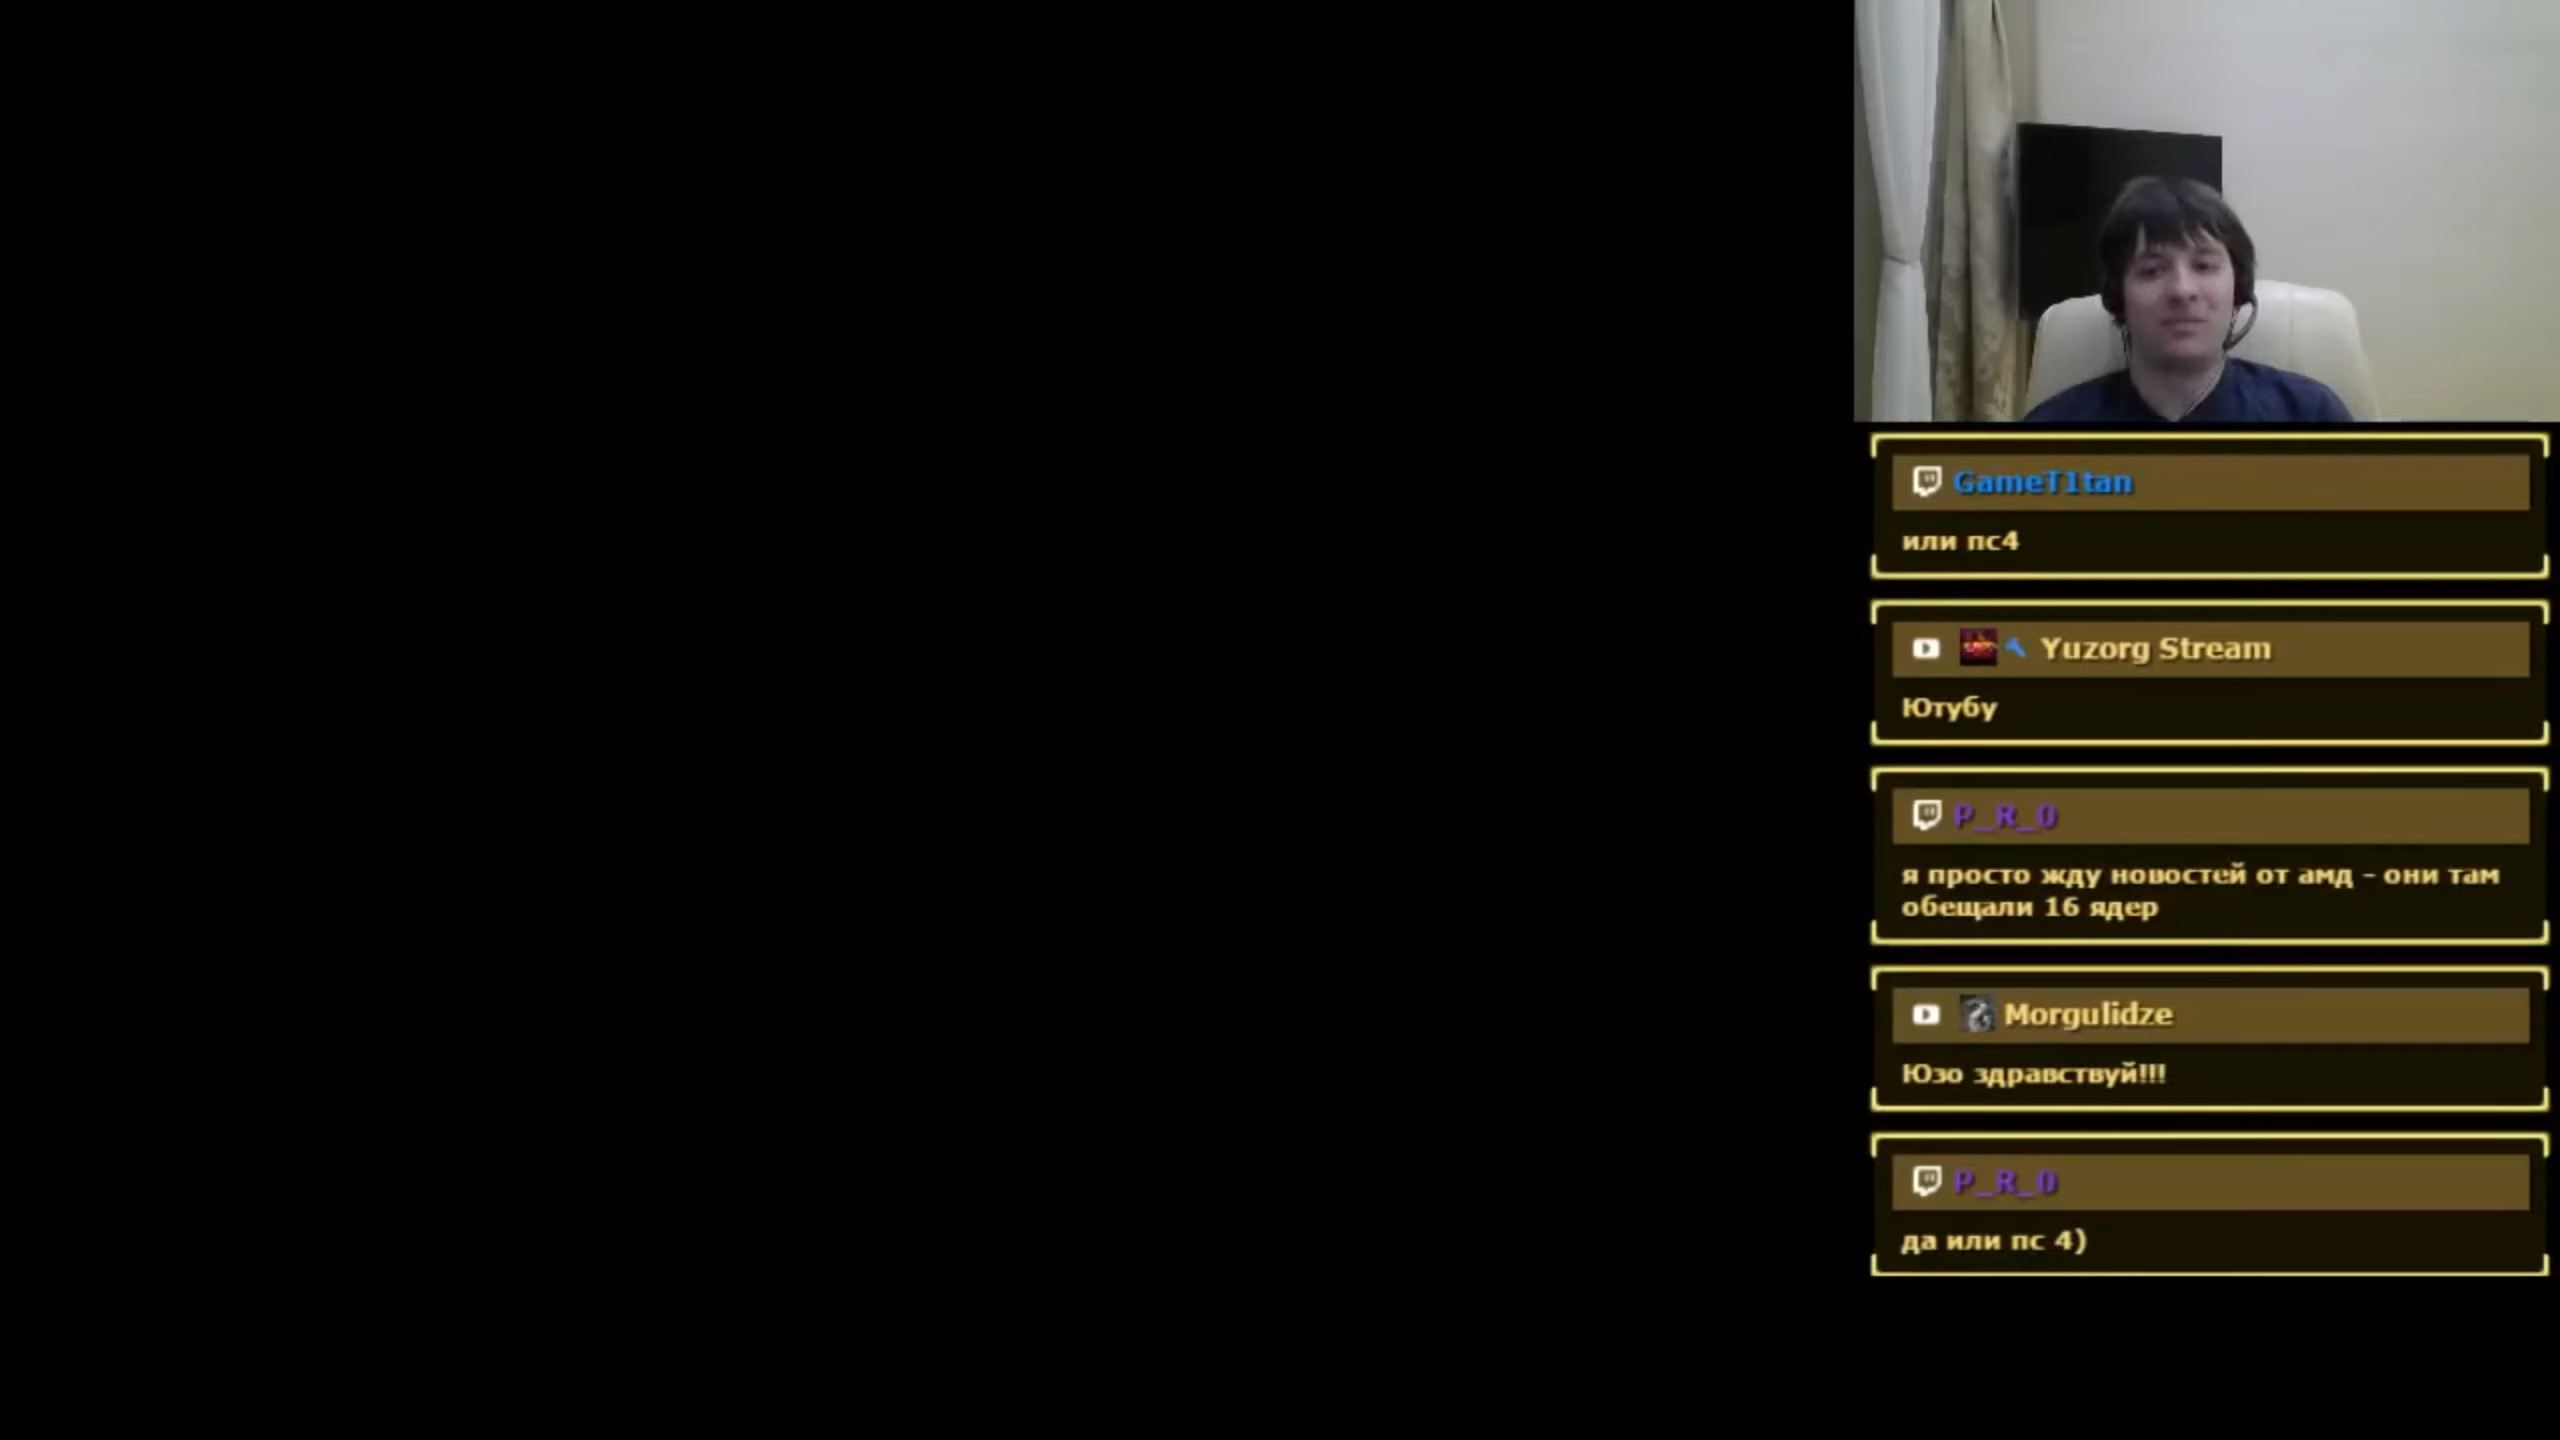 GameT1tan
или пс4
Yuzorg Stream
Ютубу
P_R_0
я просто жду новостей от амд - они там
обещали 16 ядер
Morgulidze
Юзо здравствуй!!!
P_R_0
да или пс 4)